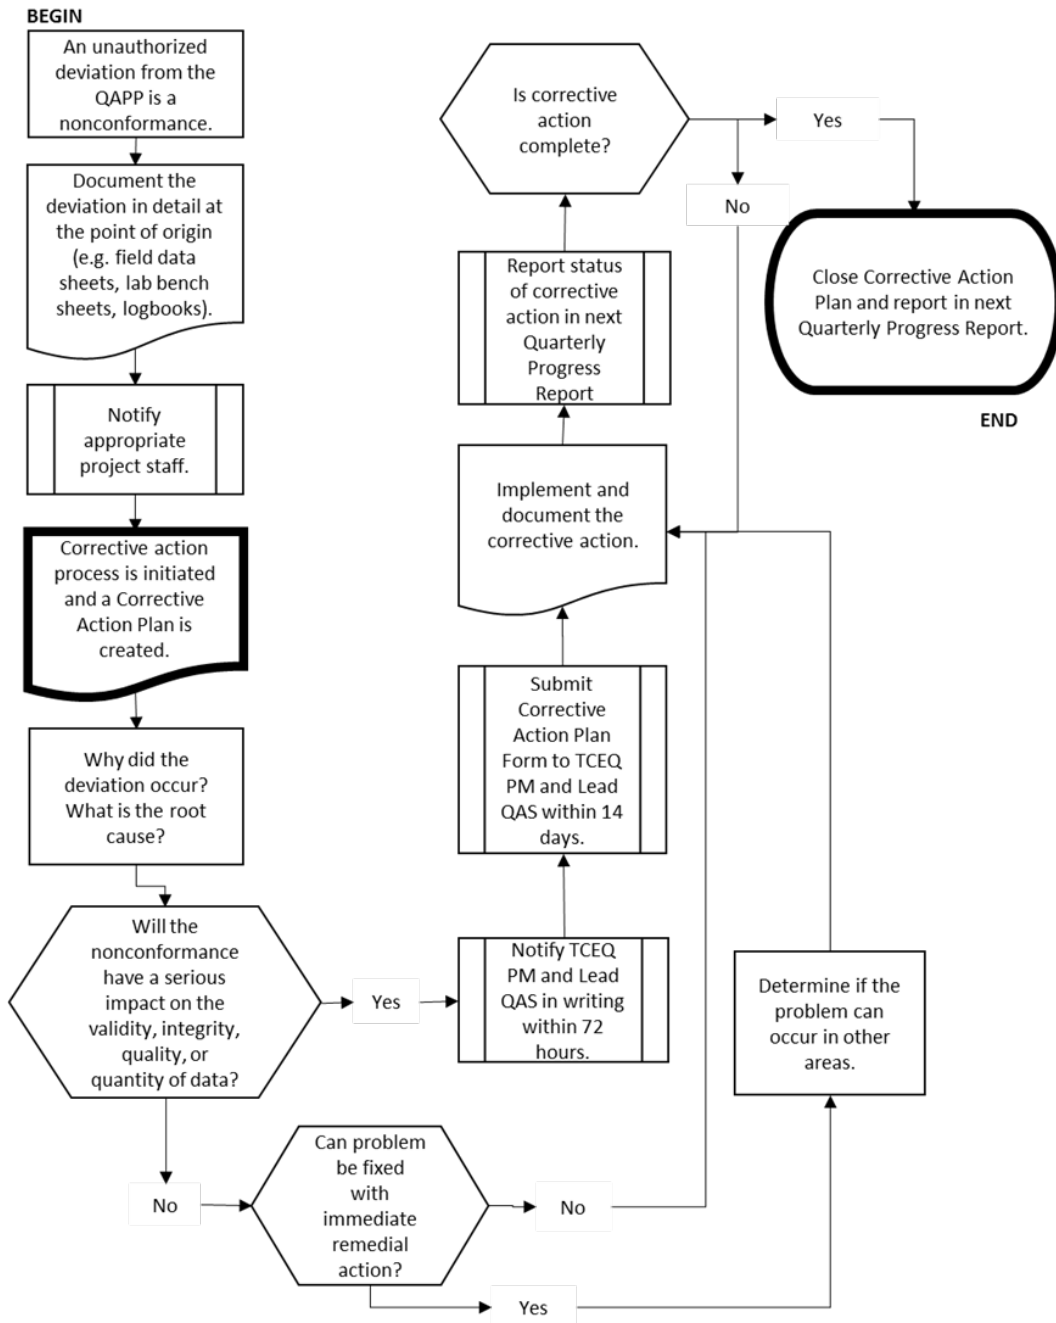 BEGIN
An unauthorized
deviation from the
QAPP is a
nonconformance.
Document the
deviation in detail at
the point of origin
(e.g. field data
sheets, lab bench
sheets, logbooks).
Notify
appropriate
project staff.
Corrective action
process is initiated
and a Corrective
Action Plan is
created.
Why did the
deviation occur?
What is the root
cause?
Will the
nonconformance
have a serious
impact on the
validity, integrity,
quality, or
quantity of data?
Yes
Notify TCEQ
PM and Lead
QAS in writing
within 72
hours.
Submit
Corrective
Action Plan
Form to TCEQ
PM and Lead
QAS within 14
days.
Implement and
document the
corrective action.
Report status
of corrective
action in next
Quarterly
Progress
Report
Is corrective
action
complete?
Yes
No
Close Corrective Action
Plan and report in next
Quarterly Progress Report.
END
No
Can problem
be fixed
with
immediate
remedial
action?
No
Yes
Determine if the
problem can
occur in other
areas.